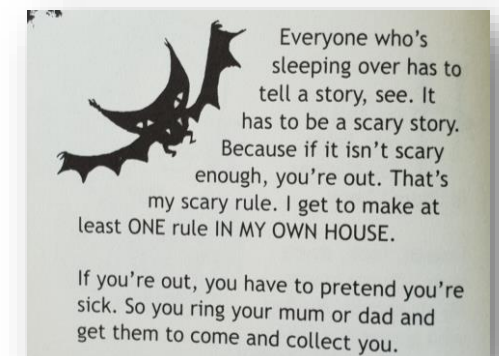 Everyone who's
sleeping over has to
tell a story, see. It
has to be a scary story.
Because if it isn't scary
enough, you're out. That's
my scary rule. I get to make at
least ONE rule IN MY OWN HOUSE.
If you're out, you have to pretend you're
sick. So you ring your mum or dad and
get them to come and collect you.